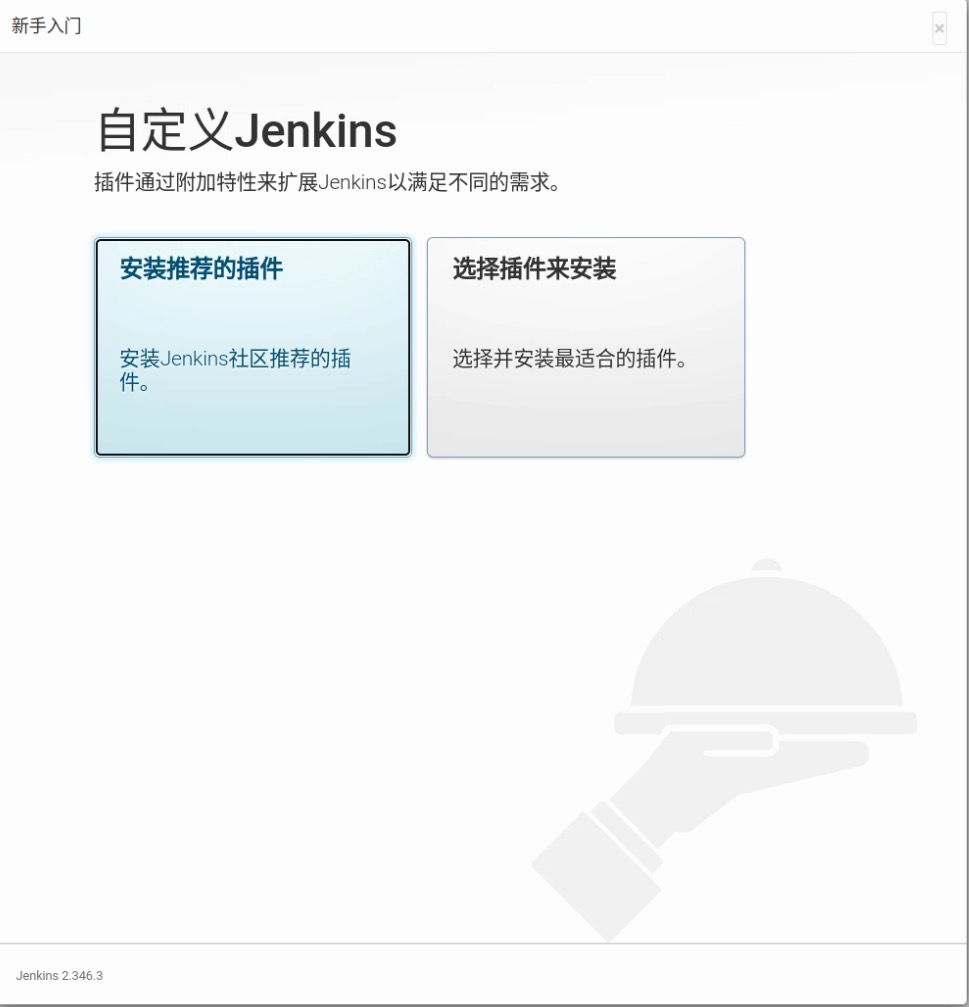 新手入门
×
自定义Jenkins
插件通过附加特性来扩展Jenkins以满足不同的需求。
安装推荐的插件
安装Jenkins社区推荐的插
件。
选择插件来安装
选择并安装最适合的插件。
Jenkins 2.346.3